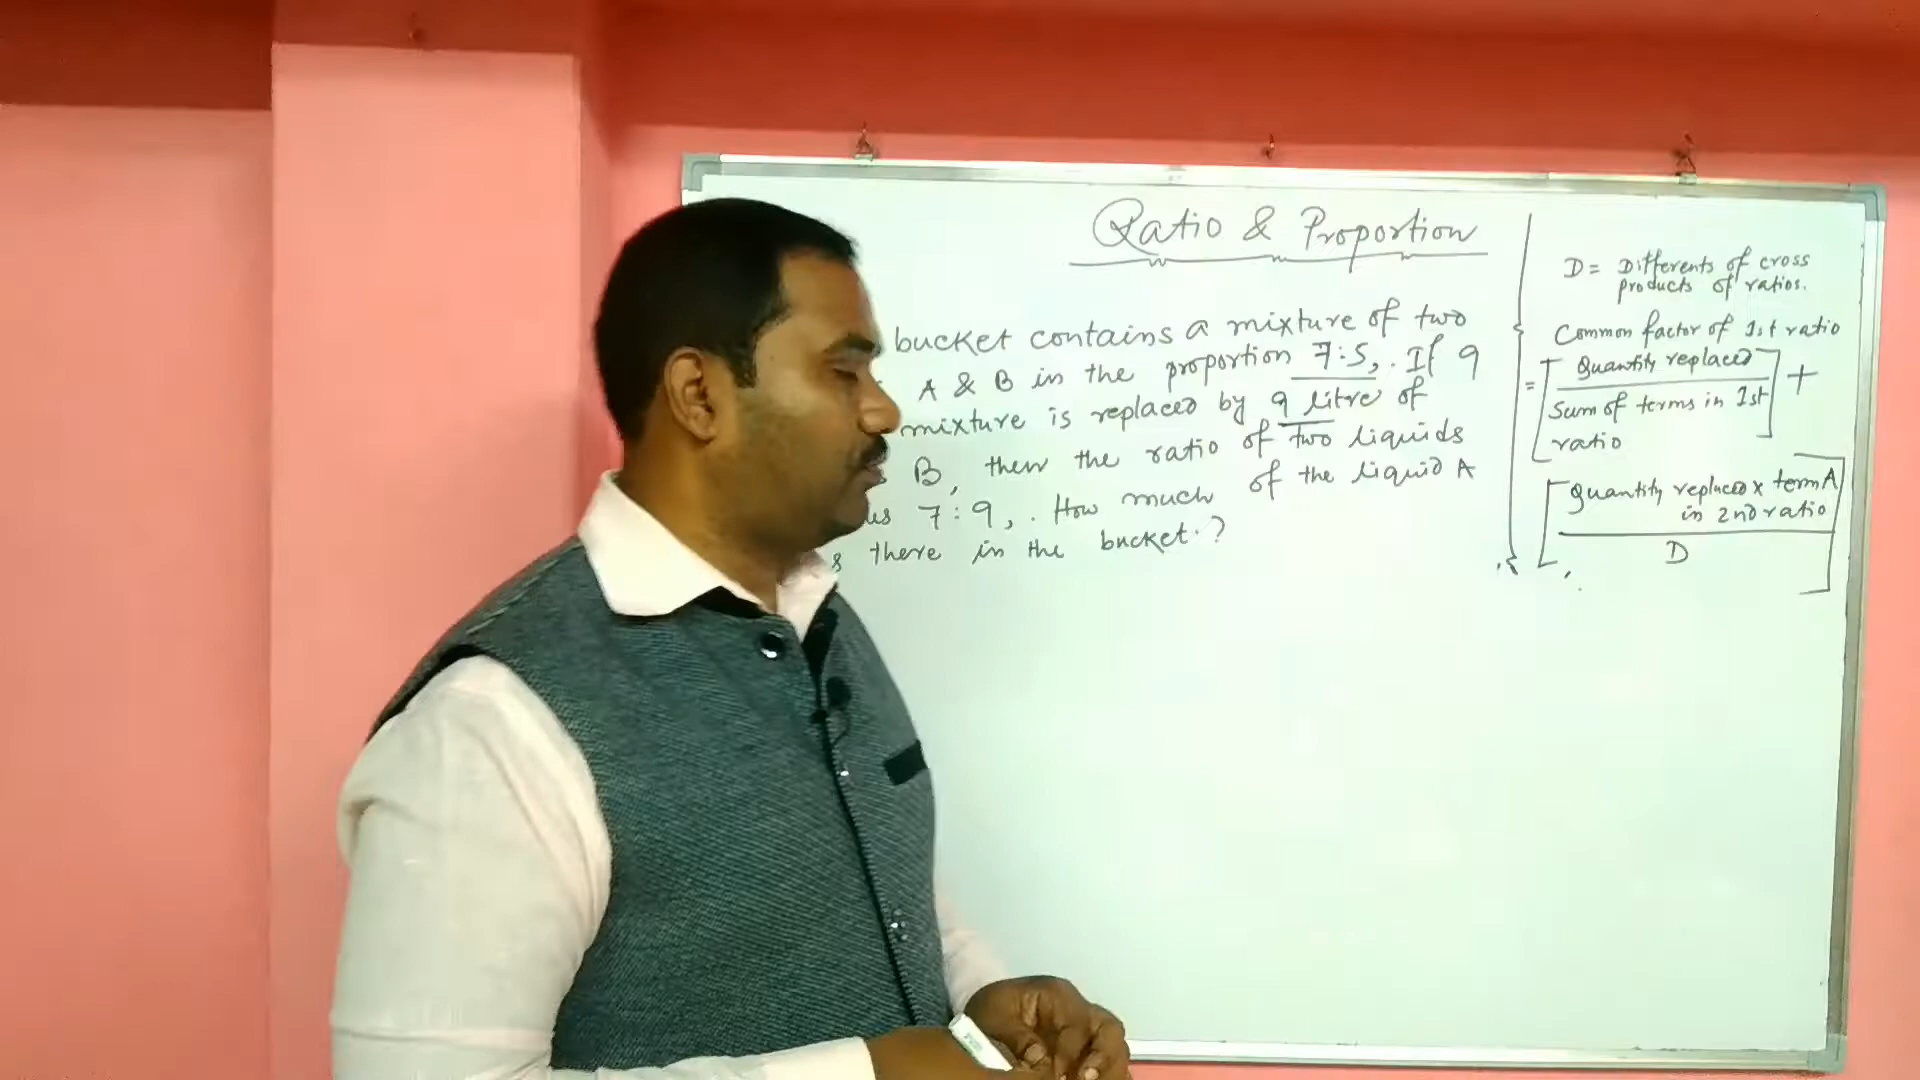 Ratio & Proportion
bucket contains a mixture of two
A & B in the proportion 7:5, . If 9
mixture is replaced by 9 litre of
B, then the ratio of two liquids
7:9, . How much of the liquid A
there in the bucket.?
D = Differents of cross
products of ratios.
Common factor of 1st ratio
= [ Quantity replaced
Sum of terms in 1st
ratio ] +
[ Quantity replaced x term A
in 2nd ratio
D ]